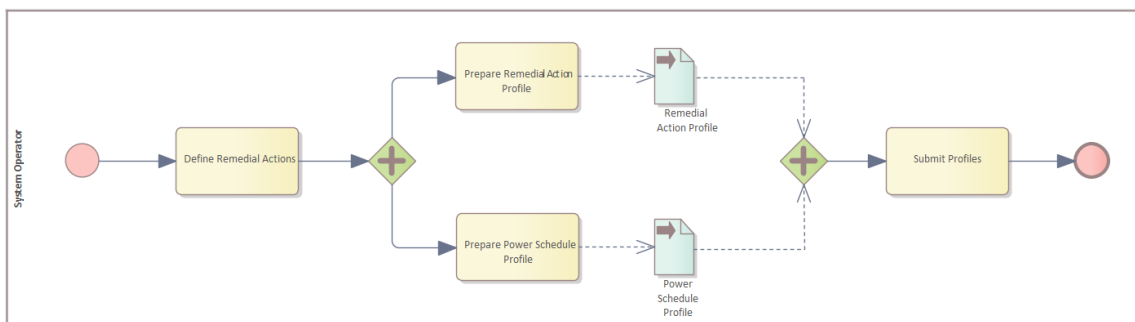 System Operator
Define Remedial Actions
Prepare Remedial Action
Profile
Remedial
Action Profile
Prepare Power Schedule
Profile
Power
Schedule
Profile
Submit Profiles